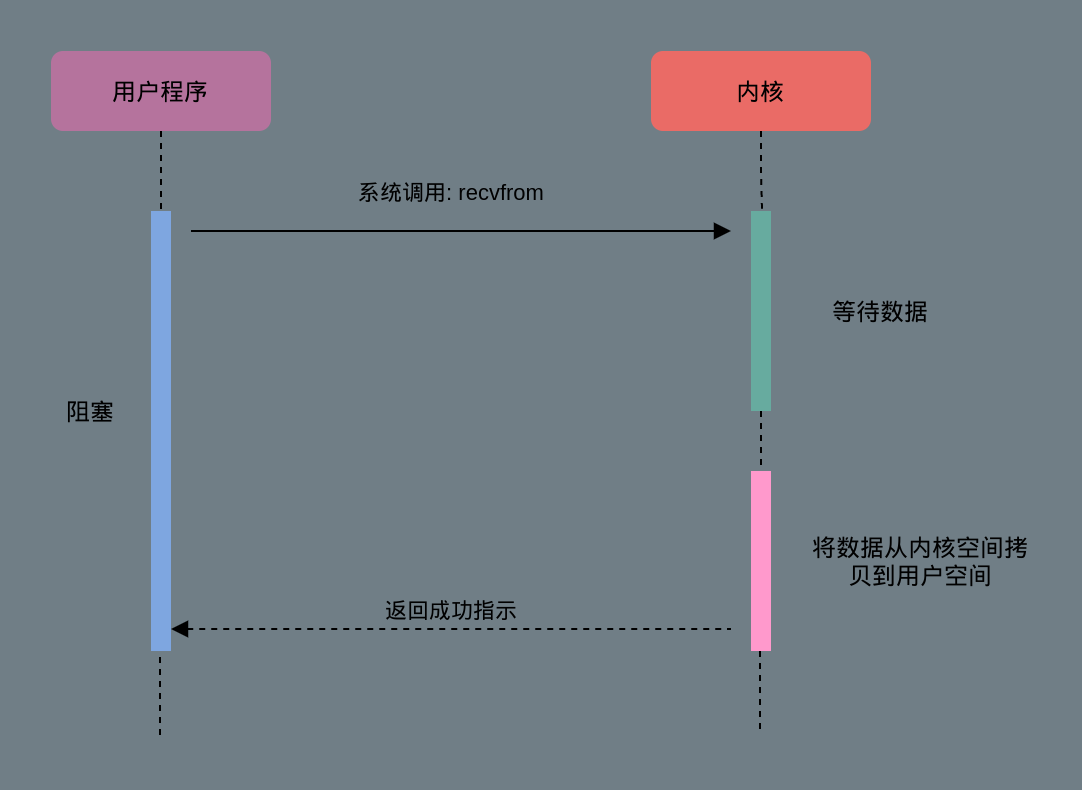 用户程序
内核
系统调用: recvfrom
等待数据
阻塞
将数据从内核空间拷
贝到用户空间
返回成功指示